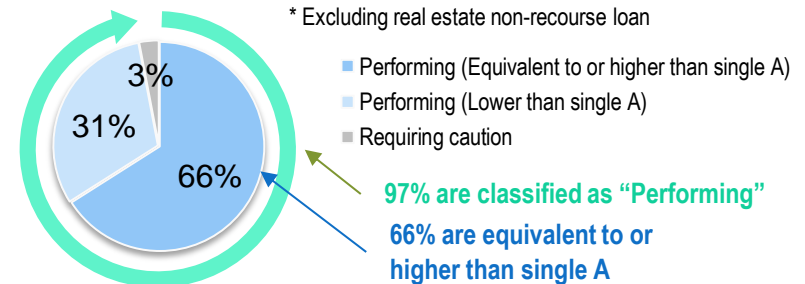 * Excluding real estate non-recourse loan
3%
31%
66%
Performing (Equivalent to or higher than single A)
Performing (Lower than single A)
Requiring caution
97% are classified as “Performing”
66% are equivalent to or
higher than single A